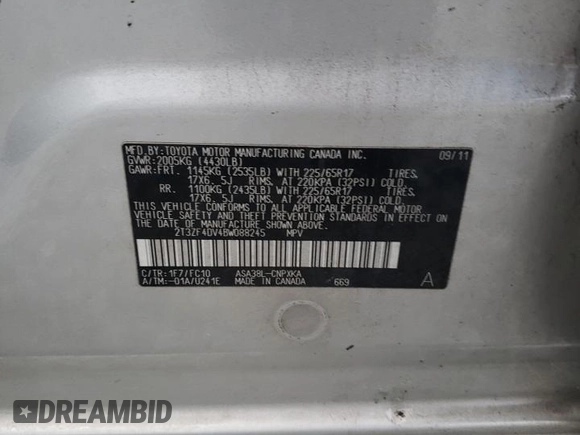 MFD. BY: TOYOTA MOTOR MANUFACTURING CANADA INC. 09/11
GVWR: 2005KG (4430LB)
GAWR: FRT. 1145KG (2535LB) WITH 225/65R17 TIRES,
17X6. 5J RIMS, AT 220KPA (32PSI) COLD.
RR. 1100KG (2435LB) WITH 225/65R17 TIRES,
17X6. 5J RIMS, AT 220KPA (32PSI) COLD.
THIS VEHICLE CONFORMS TO ALL APPLICABLE FEDERAL MOTOR
VEHICLE SAFETY AND THEFT PREVENTION STANDARDS IN EFFECT ON
THE DATE OF MANUFACTURE SHOWN ABOVE.
2T3ZF4DV4BW088245 MPV
C/TR: 1F7/FC10 ASA38L-CNPXKA
A/TM: -01A/U241E MADE IN CANADA 669 A
DREAMBID